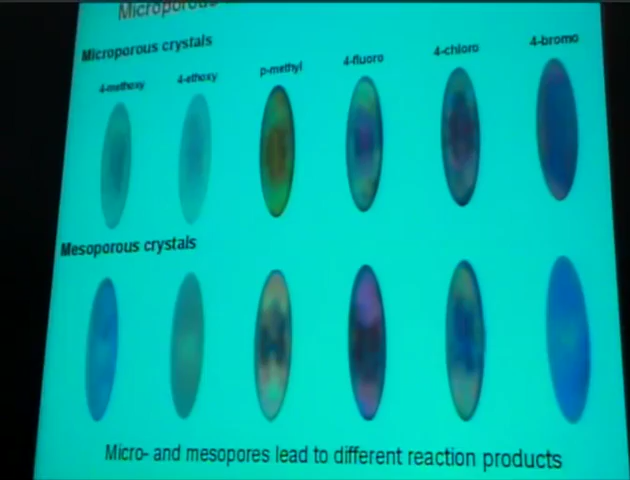 Microporous
Microporous crystals
4-methoxy 4-ethoxy p-methyl 4-fluoro 4-chloro 4-bromo
Mesoporous crystals
Micro- and mesopores lead to different reaction products